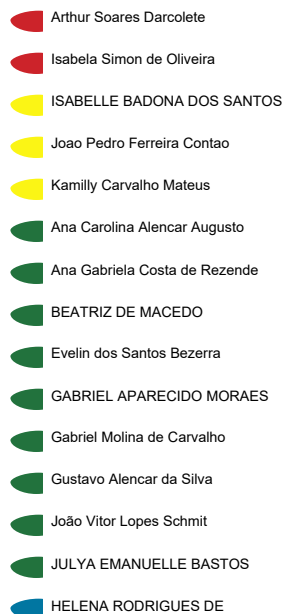 Arthur Soares Darcolete
Isabela Simon de Oliveira
ISABELLE BADONA DOS SANTOS
Joao Pedro Ferreira Contao
Kamilly Carvalho Mateus
Ana Carolina Alencar Augusto
Ana Gabriela Costa de Rezende
BEATRIZ DE MACEDO
Evelin dos Santos Bezerra
GABRIEL APARECIDO MORAES
Gabriel Molina de Carvalho
Gustavo Alencar da Silva
João Vitor Lopes Schmit
JULYA EMANUELLE BASTOS
HELENA RODRIGUES DE